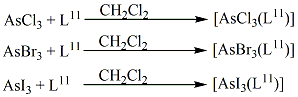 AsCl₃ + L¹¹ CH₂Cl₂ [AsCl₃(L¹¹)]
AsBr₃ + L¹¹ CH₂Cl₂ [AsBr₃(L¹¹)]
AsI₃ + L¹¹ CH₂Cl₂ [AsI₃(L¹¹)]